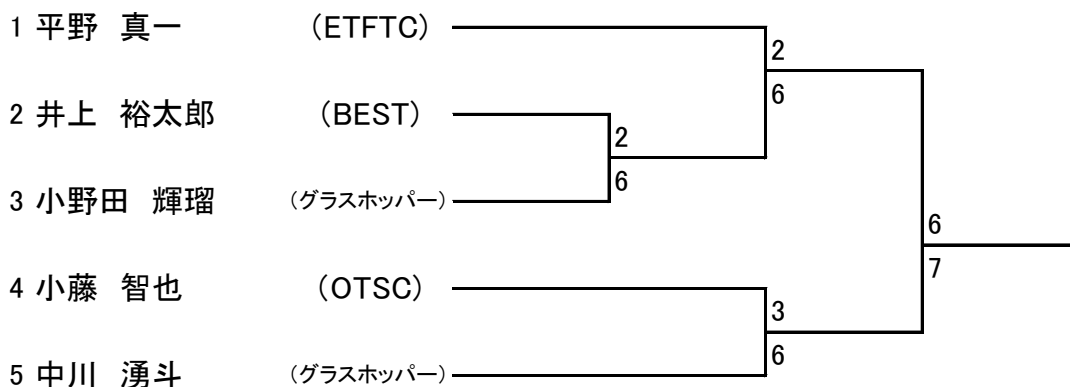 1 平野 真一 (ETFTC)
2
6
2 井上 裕太郎 (BEST)
2
6
3 小野田 輝瑠 (グラスホッパー)
6
7
4 小藤 智也 (OTSC)
3
6
5 中川 湧斗 (グラスホッパー)